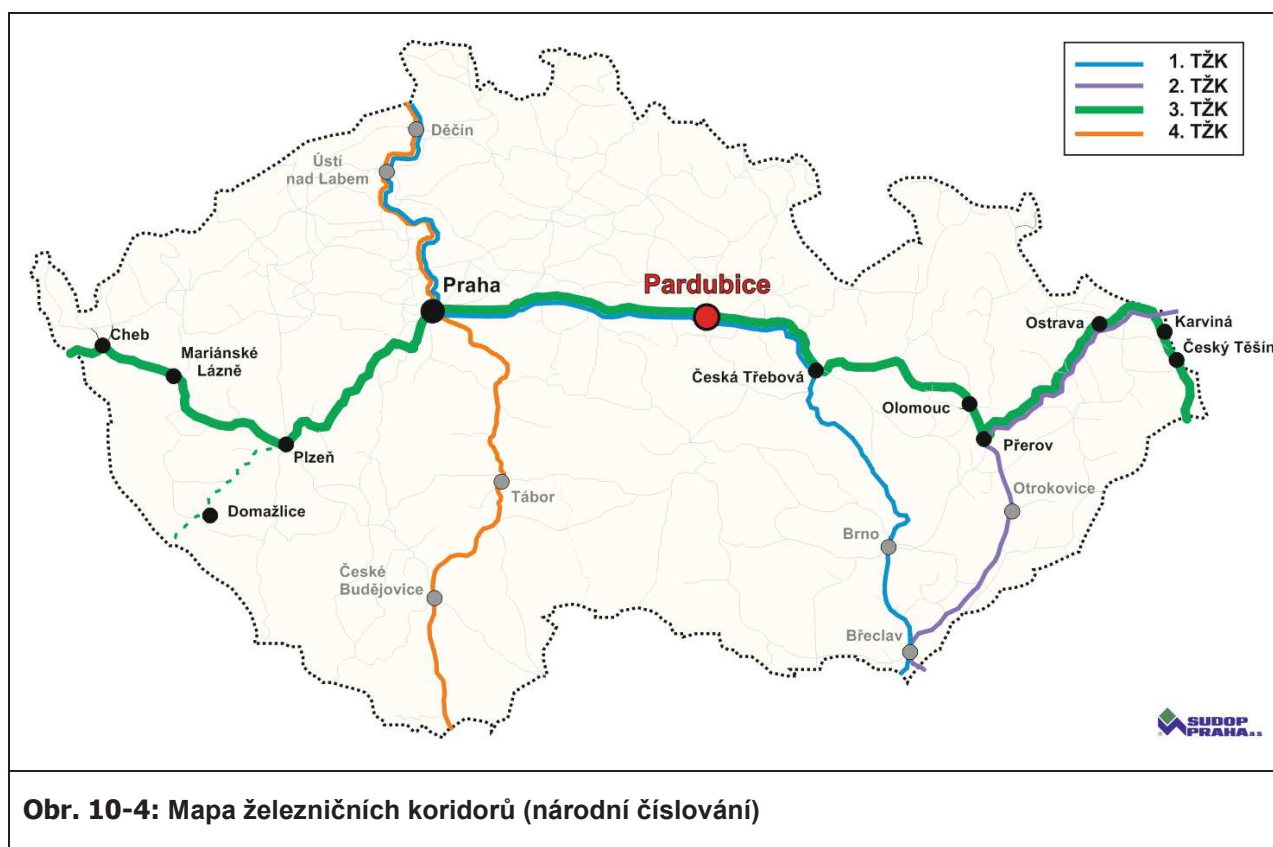 1. TŽK
2. TŽK
3. TŽK
4. TŽK
Děčín
Ústí
nad Labem
Praha
Pardubice
Cheb
Mariánské
Lázně
Plzeň
Domažlice
Tábor
České
Budějovice
Česká Třebová
Olomouc
Přerov
Ostrava
Karviná
Český Těšín
Otrokovice
Brno
Břeclav
SUDOP
PRAHA a.s
Obr. 10-4: Mapa železničních koridorů (národní číslování)